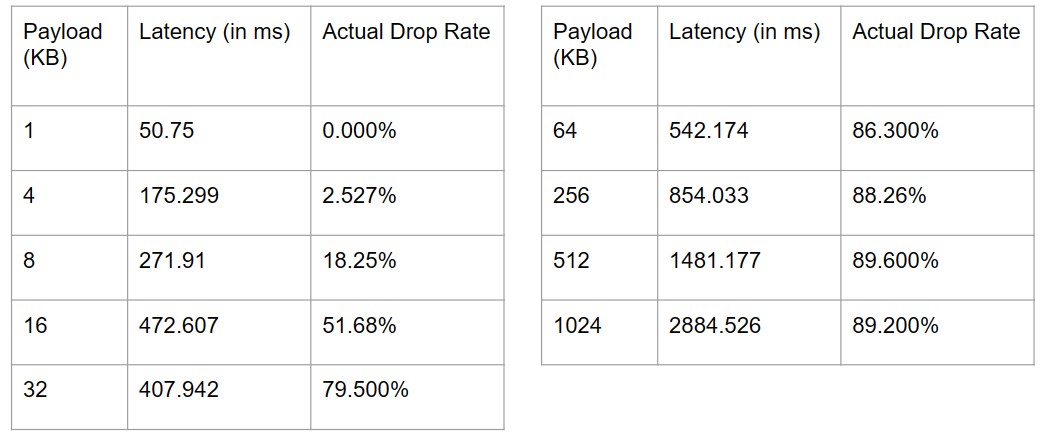 Payload (KB) Latency (in ms) Actual Drop Rate
1 50.75 0.000%
4 175.299 2.527%
8 271.91 18.25%
16 472.607 51.68%
32 407.942 79.500%
Payload (KB) Latency (in ms) Actual Drop Rate
64 542.174 86.300%
256 854.033 88.26%
512 1481.177 89.600%
1024 2884.526 89.200%